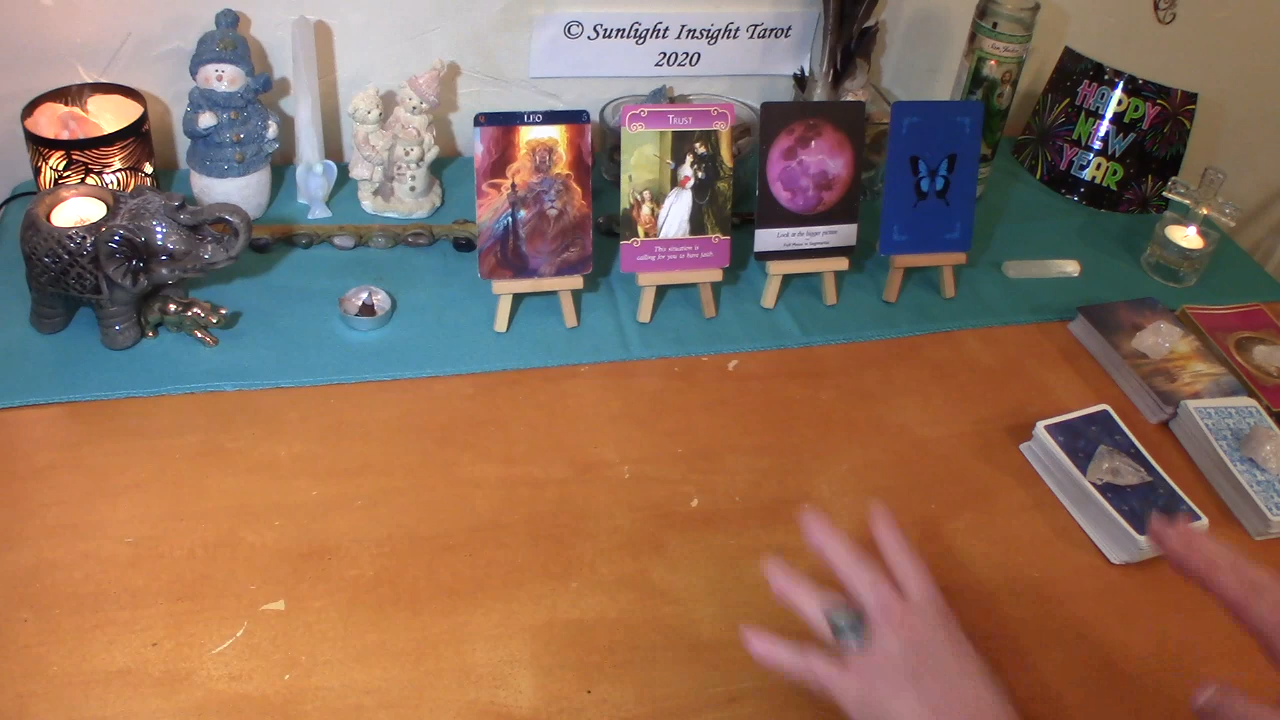 © Sunlight Insight Tarot
2020
LEO
TRUST
This situation is
calling for you to have faith.
Look at the bigger picture
HAPPY
NEW
YEAR